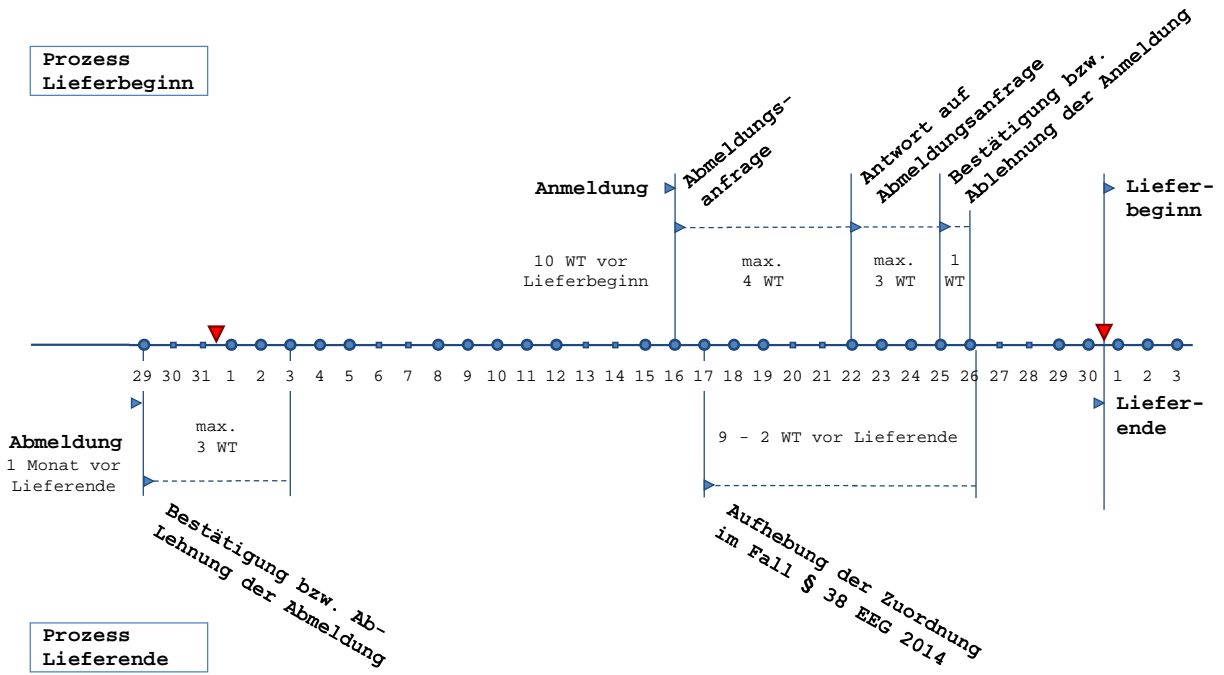 Prozess
Lieferbeginn
Abmeldungs-
anfrage
Antwort auf
Abmeldungsanfrage
Bestätigung bzw.
Ablehnung der Anmeldung
Anmeldung
Liefer-
beginn
10 WT vor
Lieferbeginn
max.
4 WT
max.
3 WT
1
WT
29 30 31 1 2 3 4 5 6 7 8 9 10 11 12 13 14 15 16 17 18 19 20 21 22 23 24 25 26 27 28 29 30 1 2 3
Abmeldung
1 Monat vor
Lieferende
max.
3 WT
9 - 2 WT vor Lieferende
Liefer-
ende
Bestätigung bzw. Ab-
Lehnung der Abmeldung
Aufhebung der Zuordnung
im Fall § 38 EEG 2014
Prozess
Lieferende